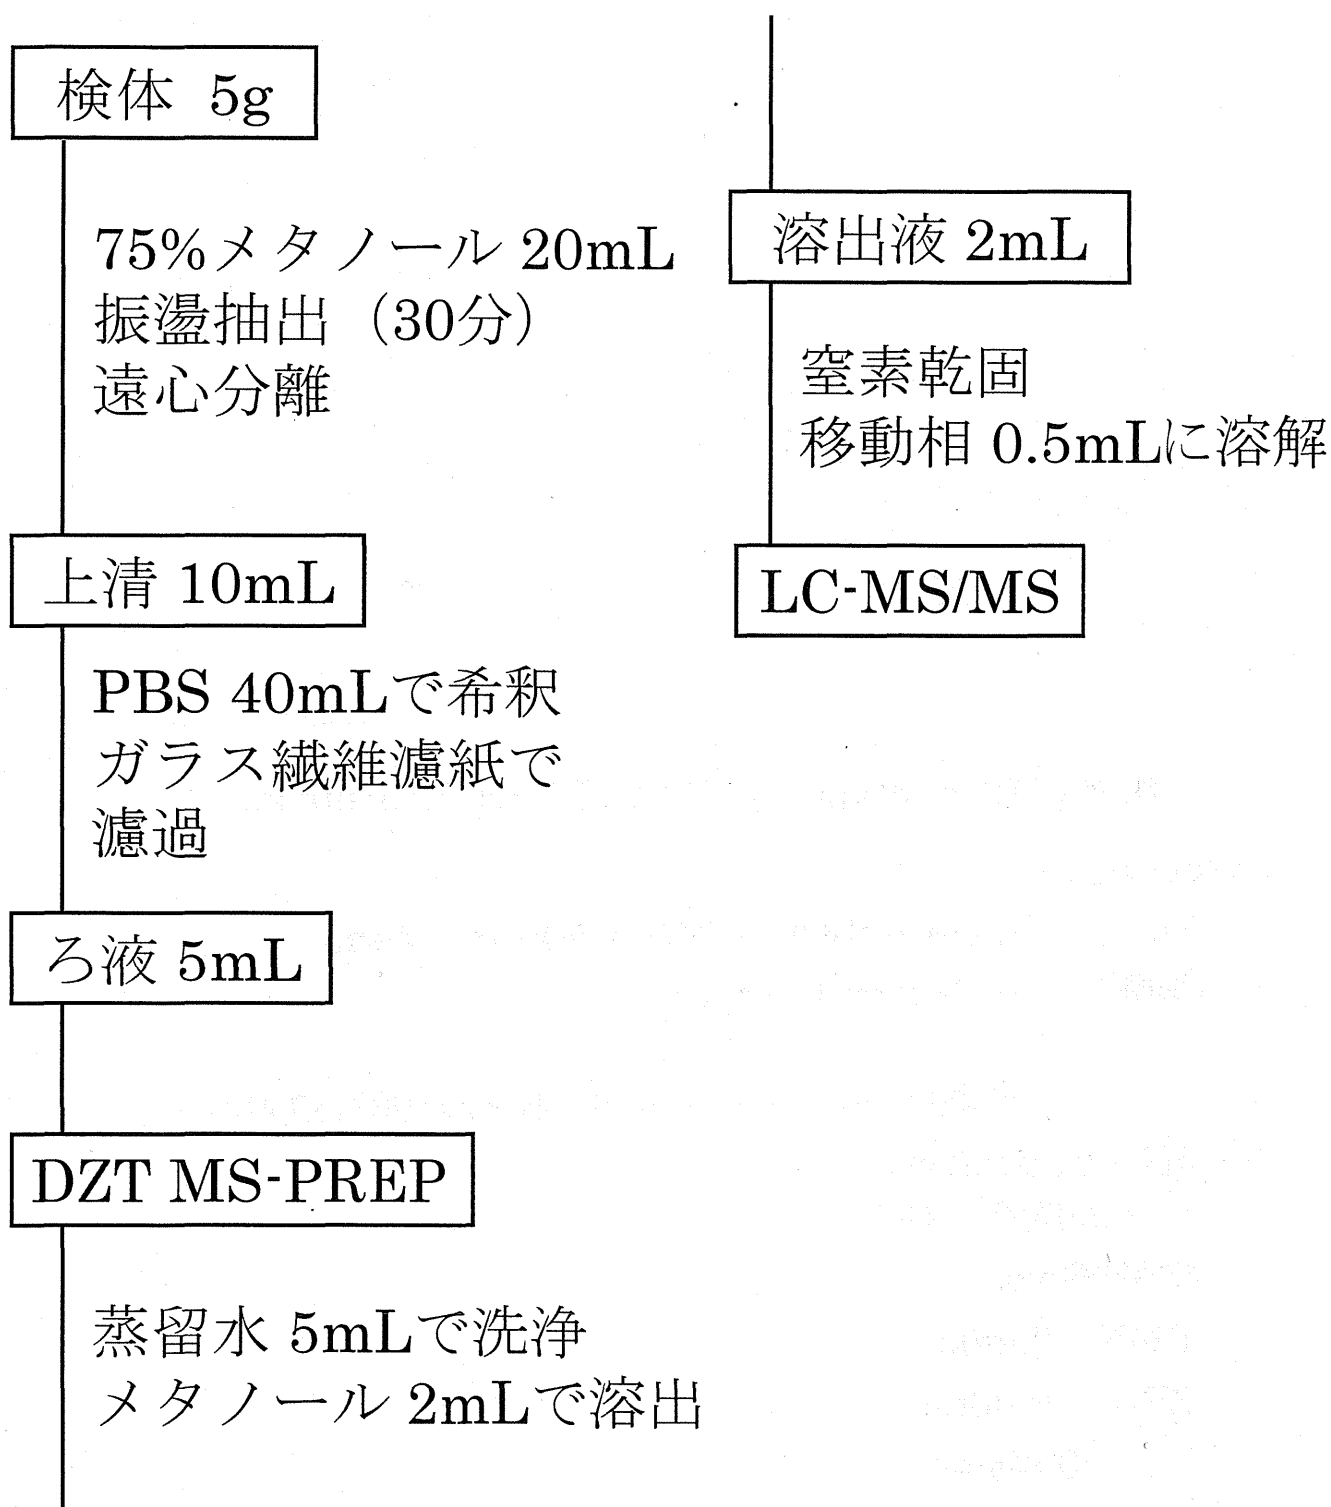 検体 5g
75%メタノール 20mL
振盪抽出（30分）
遠心分離
上清 10mL
PBS 40mLで希釈
ガラス繊維濾紙で
濾過
ろ液 5mL
DZT MS-PREP
蒸留水 5mLで洗浄
メタノール 2mLで溶出
溶出液 2mL
窒素乾固
移動相 0.5mLに溶解
LC-MS/MS